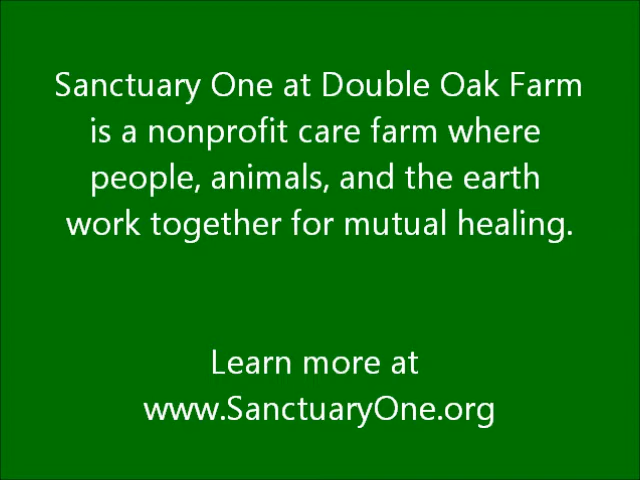 Sanctuary One at Double Oak Farm
is a nonprofit care farm where
people, animals, and the earth
work together for mutual healing.
Learn more at
www.SanctuaryOne.org